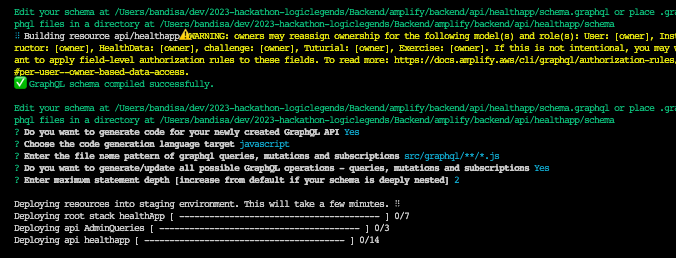 Edit your schema at /Users/bandisa/dev/2023-hackathon-logiclegends/Backend/amplify/backend/api/healthapp/schema.graphql or place .gra
phql files in a directory at /Users/bandisa/dev/2023-hackathon-logiclegends/Backend/amplify/backend/api/healthapp/schema
⠿ Building resource api/healthapp⚠️WARNING: owners may reassign ownership for the following model(s) and role(s): User: [owner], Inst
ructor: [owner], HealthData: [owner], challenge: [owner], Tuturial: [owner], Exercise: [owner]. If this is not intentional, you may w
ant to apply field-level authorization rules to these fields. To read more: https://docs.amplify.aws/cli/graphql/authorization-rules/
#per-user--owner-based-data-access.
✅ GraphQL schema compiled successfully.
Edit your schema at /Users/bandisa/dev/2023-hackathon-logiclegends/Backend/amplify/backend/api/healthapp/schema.graphql or place .gra
phql files in a directory at /Users/bandisa/dev/2023-hackathon-logiclegends/Backend/amplify/backend/api/healthapp/schema
? Do you want to generate code for your newly created GraphQL API Yes
? Choose the code generation language target javascript
? Enter the file name pattern of graphql queries, mutations and subscriptions src/graphql/**/*.js
? Do you want to generate/update all possible GraphQL operations - queries, mutations and subscriptions Yes
? Enter maximum statement depth [increase from default if your schema is deeply nested] 2
Deploying resources into staging environment. This will take a few minutes. ⠿
Deploying root stack healthApp [ ---------------------------------------- ] 0/7
Deploying api AdminQueries [ ---------------------------------------- ] 0/3
Deploying api healthapp [ ---------------------------------------- ] 0/14